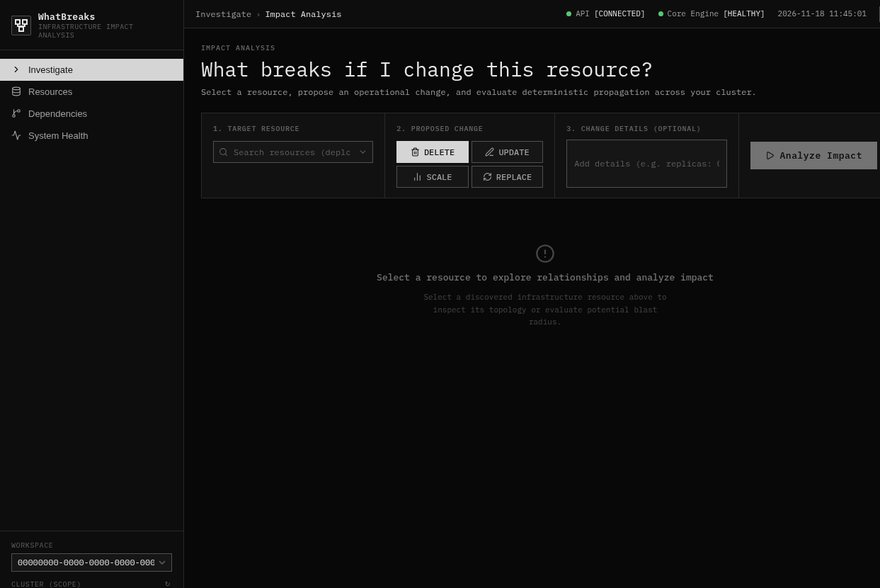 WhatBreaks
INFRASTRUCTURE IMPACT
ANALYSIS
Investigate
Resources
Dependencies
System Health
WORKSPACE
00000000-0000-0000-0000-000
CLUSTER (SCOPE)
Investigate › Impact Analysis
API [CONNECTED]
Core Engine [HEALTHY]
2026-11-18 11:45:01
IMPACT ANALYSIS
What breaks if I change this resource?
Select a resource, propose an operational change, and evaluate deterministic propagation across your cluster.
1. TARGET RESOURCE
Search resources (deplc
2. PROPOSED CHANGE
DELETE
UPDATE
SCALE
REPLACE
3. CHANGE DETAILS (OPTIONAL)
Add details (e.g. replicas:
Analyze Impact
Select a resource to explore relationships and analyze impact
Select a discovered infrastructure resource above to
inspect its topology or evaluate potential blast
radius.